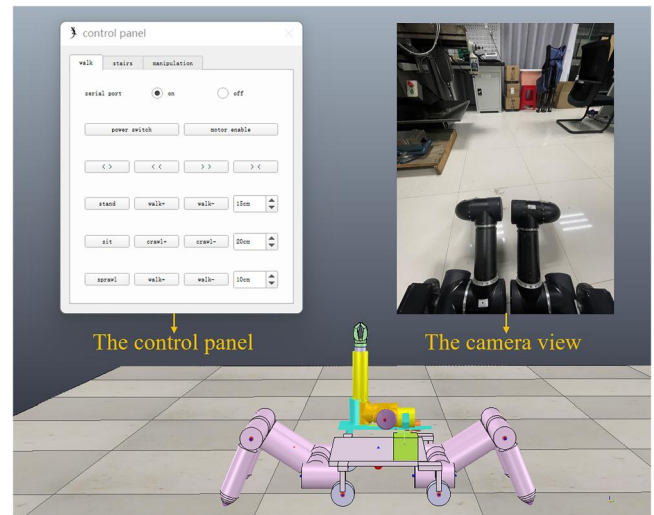 control panel
walk stairs manipulation
serial port on off
power switch motor enable
< > < < > > > <
stand walk+ walk- 15cm
sit crawl+ crawl- 20cm
sprawl walk+ walk- 10cm
The control panel
The camera view